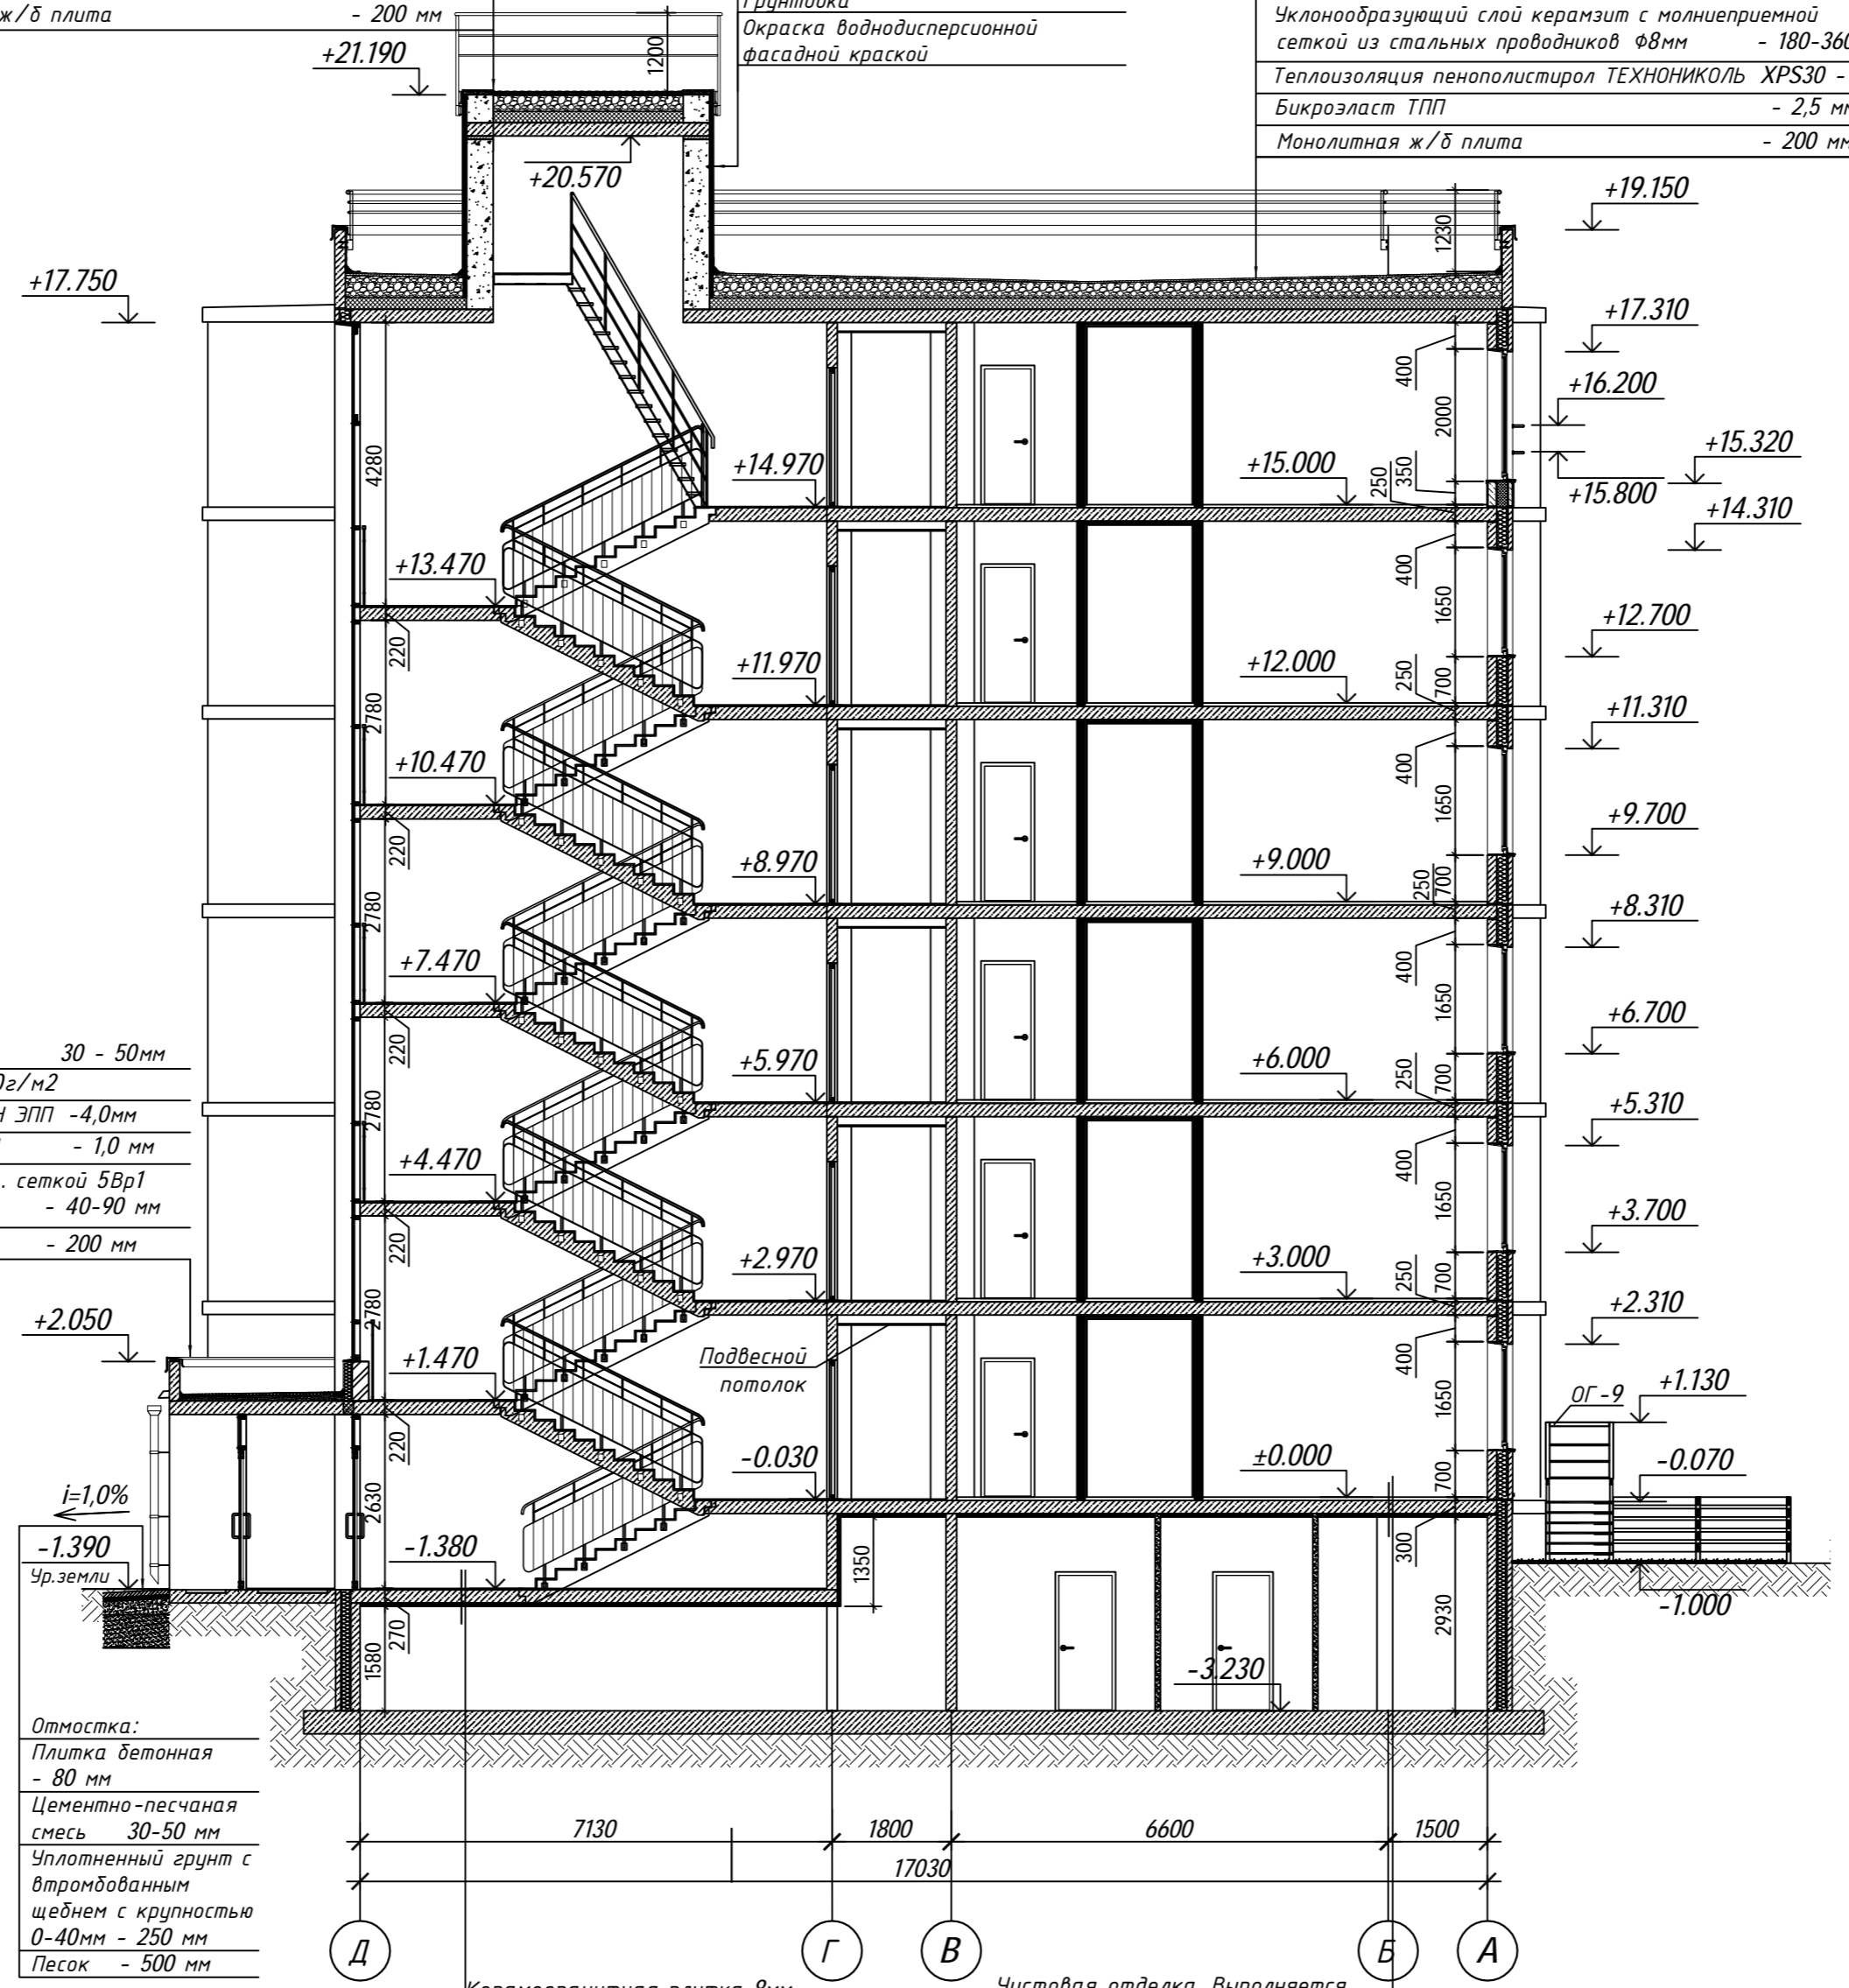 ж/б плита - 200 мм
Грунтовка
Окраска воднодисперсионной
фасадной краской
Уклонообразующий слой керамзит с молниеприемной
сеткой из стальных проводников Ф8мм - 180-360
Теплоизоляция пенополистирол ТЕХНОНИКОЛЬ XPS30 -
Бикроэласт ТПП - 2,5 мм
Монолитная ж/б плита - 200 мм
+21.190
1200
+20.570
+19.150
1230
+17.750
+17.310
400
+16.200
2000
4280
+14.970
+15.000
250
350
+15.320
+15.800
+14.310
+13.470
400
1650
+12.700
220
+11.970
+12.000
250
700
2780
+11.310
+10.470
400
1650
+9.700
220
+8.970
+9.000
250
700
2780
+8.310
+7.470
400
1650
+6.700
220
+5.970
+6.000
250
700
2780
+5.310
30 - 50мм
0г/м2
Н ЭПП -4,0мм
- 1,0 мм
. сеткой 5Вр1
- 40-90 мм
- 200 мм
+4.470
400
1650
+3.700
220
+2.970
+3.000
250
700
2780
+2.310
+2.050
+1.470
Подвесной
потолок
400
1650
ОГ-9
+1.130
220
-0.030
±0.000
700
-0.070
i=1,0%
2630
-1.390
Ур.земли
-1.380
1350
300
-1.000
270
1580
2930
-3.230
Отмостка:
Плитка бетонная
- 80 мм
Цементно-песчаная
смесь 30-50 мм
Уплотненный грунт с
втромбованным
щебнем с крупностью
0-40мм - 250 мм
Песок - 500 мм
7130
1800
6600
1500
17030
Д
Г
В
Б
А
Керамогранитная плитка 9мм
Чистовая отделка. Выполняется